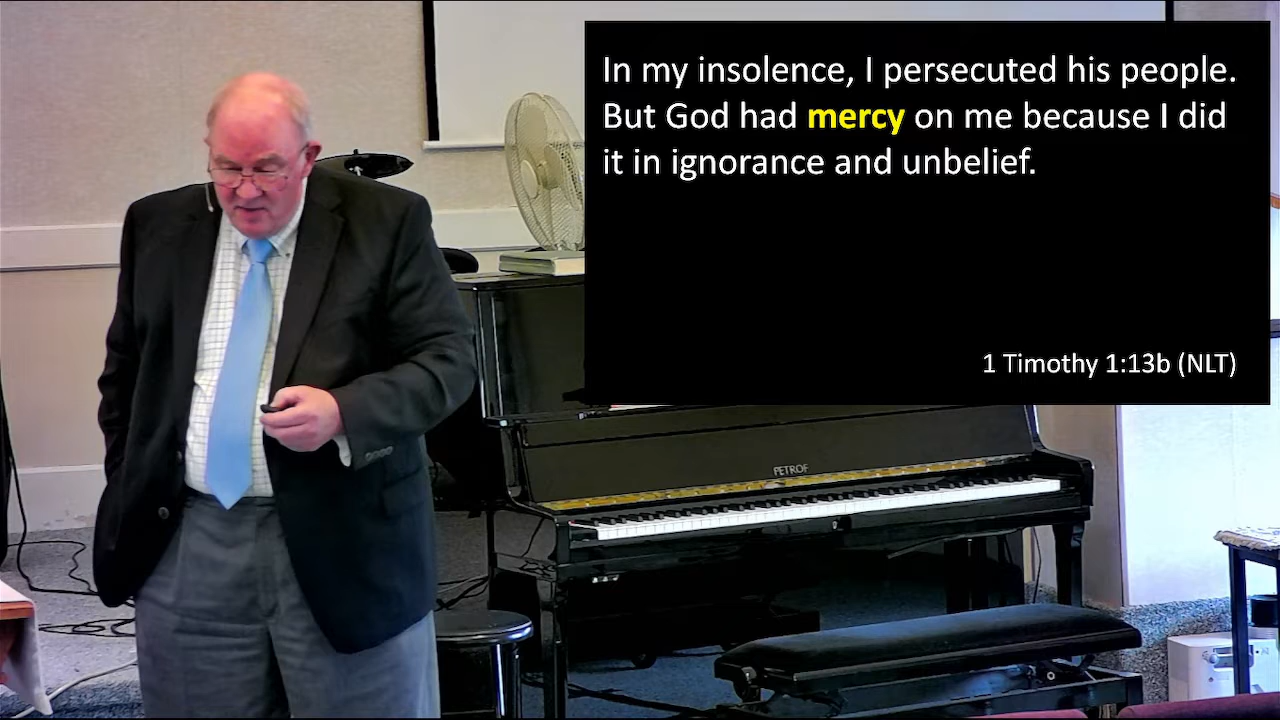 In my insolence, I persecuted his people.
But God had mercy on me because I did
it in ignorance and unbelief.
1 Timothy 1:13b (NLT)
PETROF